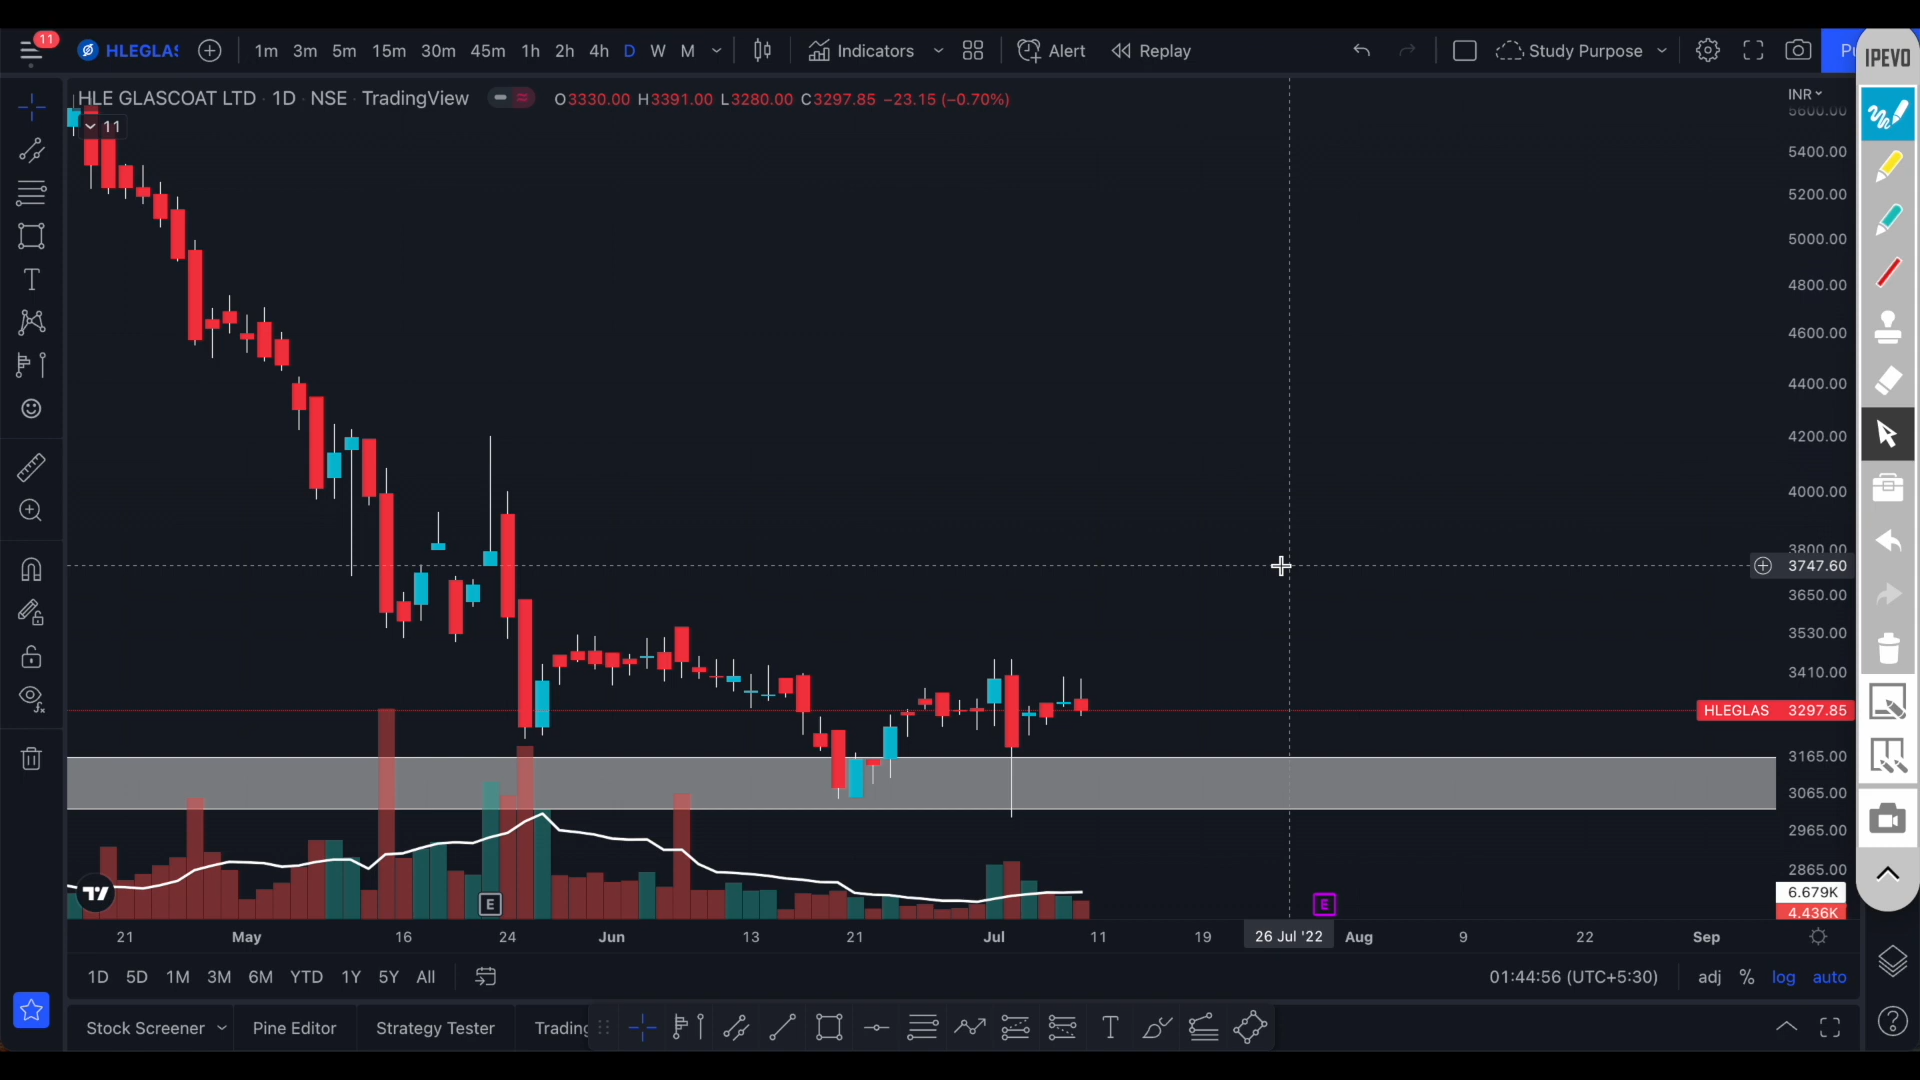 11
HLEGLAS 1m 3m 5m 15m 30m 45m 1h 2h 4h D W M Indicators Alert Replay Study Purpose
IPEVO
HLE GLASCOAT LTD · 1D · NSE · TradingView O3330.00 H3391.00 L3280.00 C3297.85 −23.15 (−0.70%)
INR
11
5600.00
5400.00
5200.00
5000.00
4800.00
4600.00
4400.00
4200.00
4000.00
3800.00
3747.60
3650.00
3530.00
3410.00
HLEGLAS 3297.85
3165.00
3065.00
2965.00
2865.00
6.679K
4.436K
E E
21 May 16 24 Jun 13 21 Jul 11 19 26 Jul '22 Aug 9 22 Sep
1D 5D 1M 3M 6M YTD 1Y 5Y All 01:44:56 (UTC+5:30) adj % log auto
Stock Screener Pine Editor Strategy Tester Trading